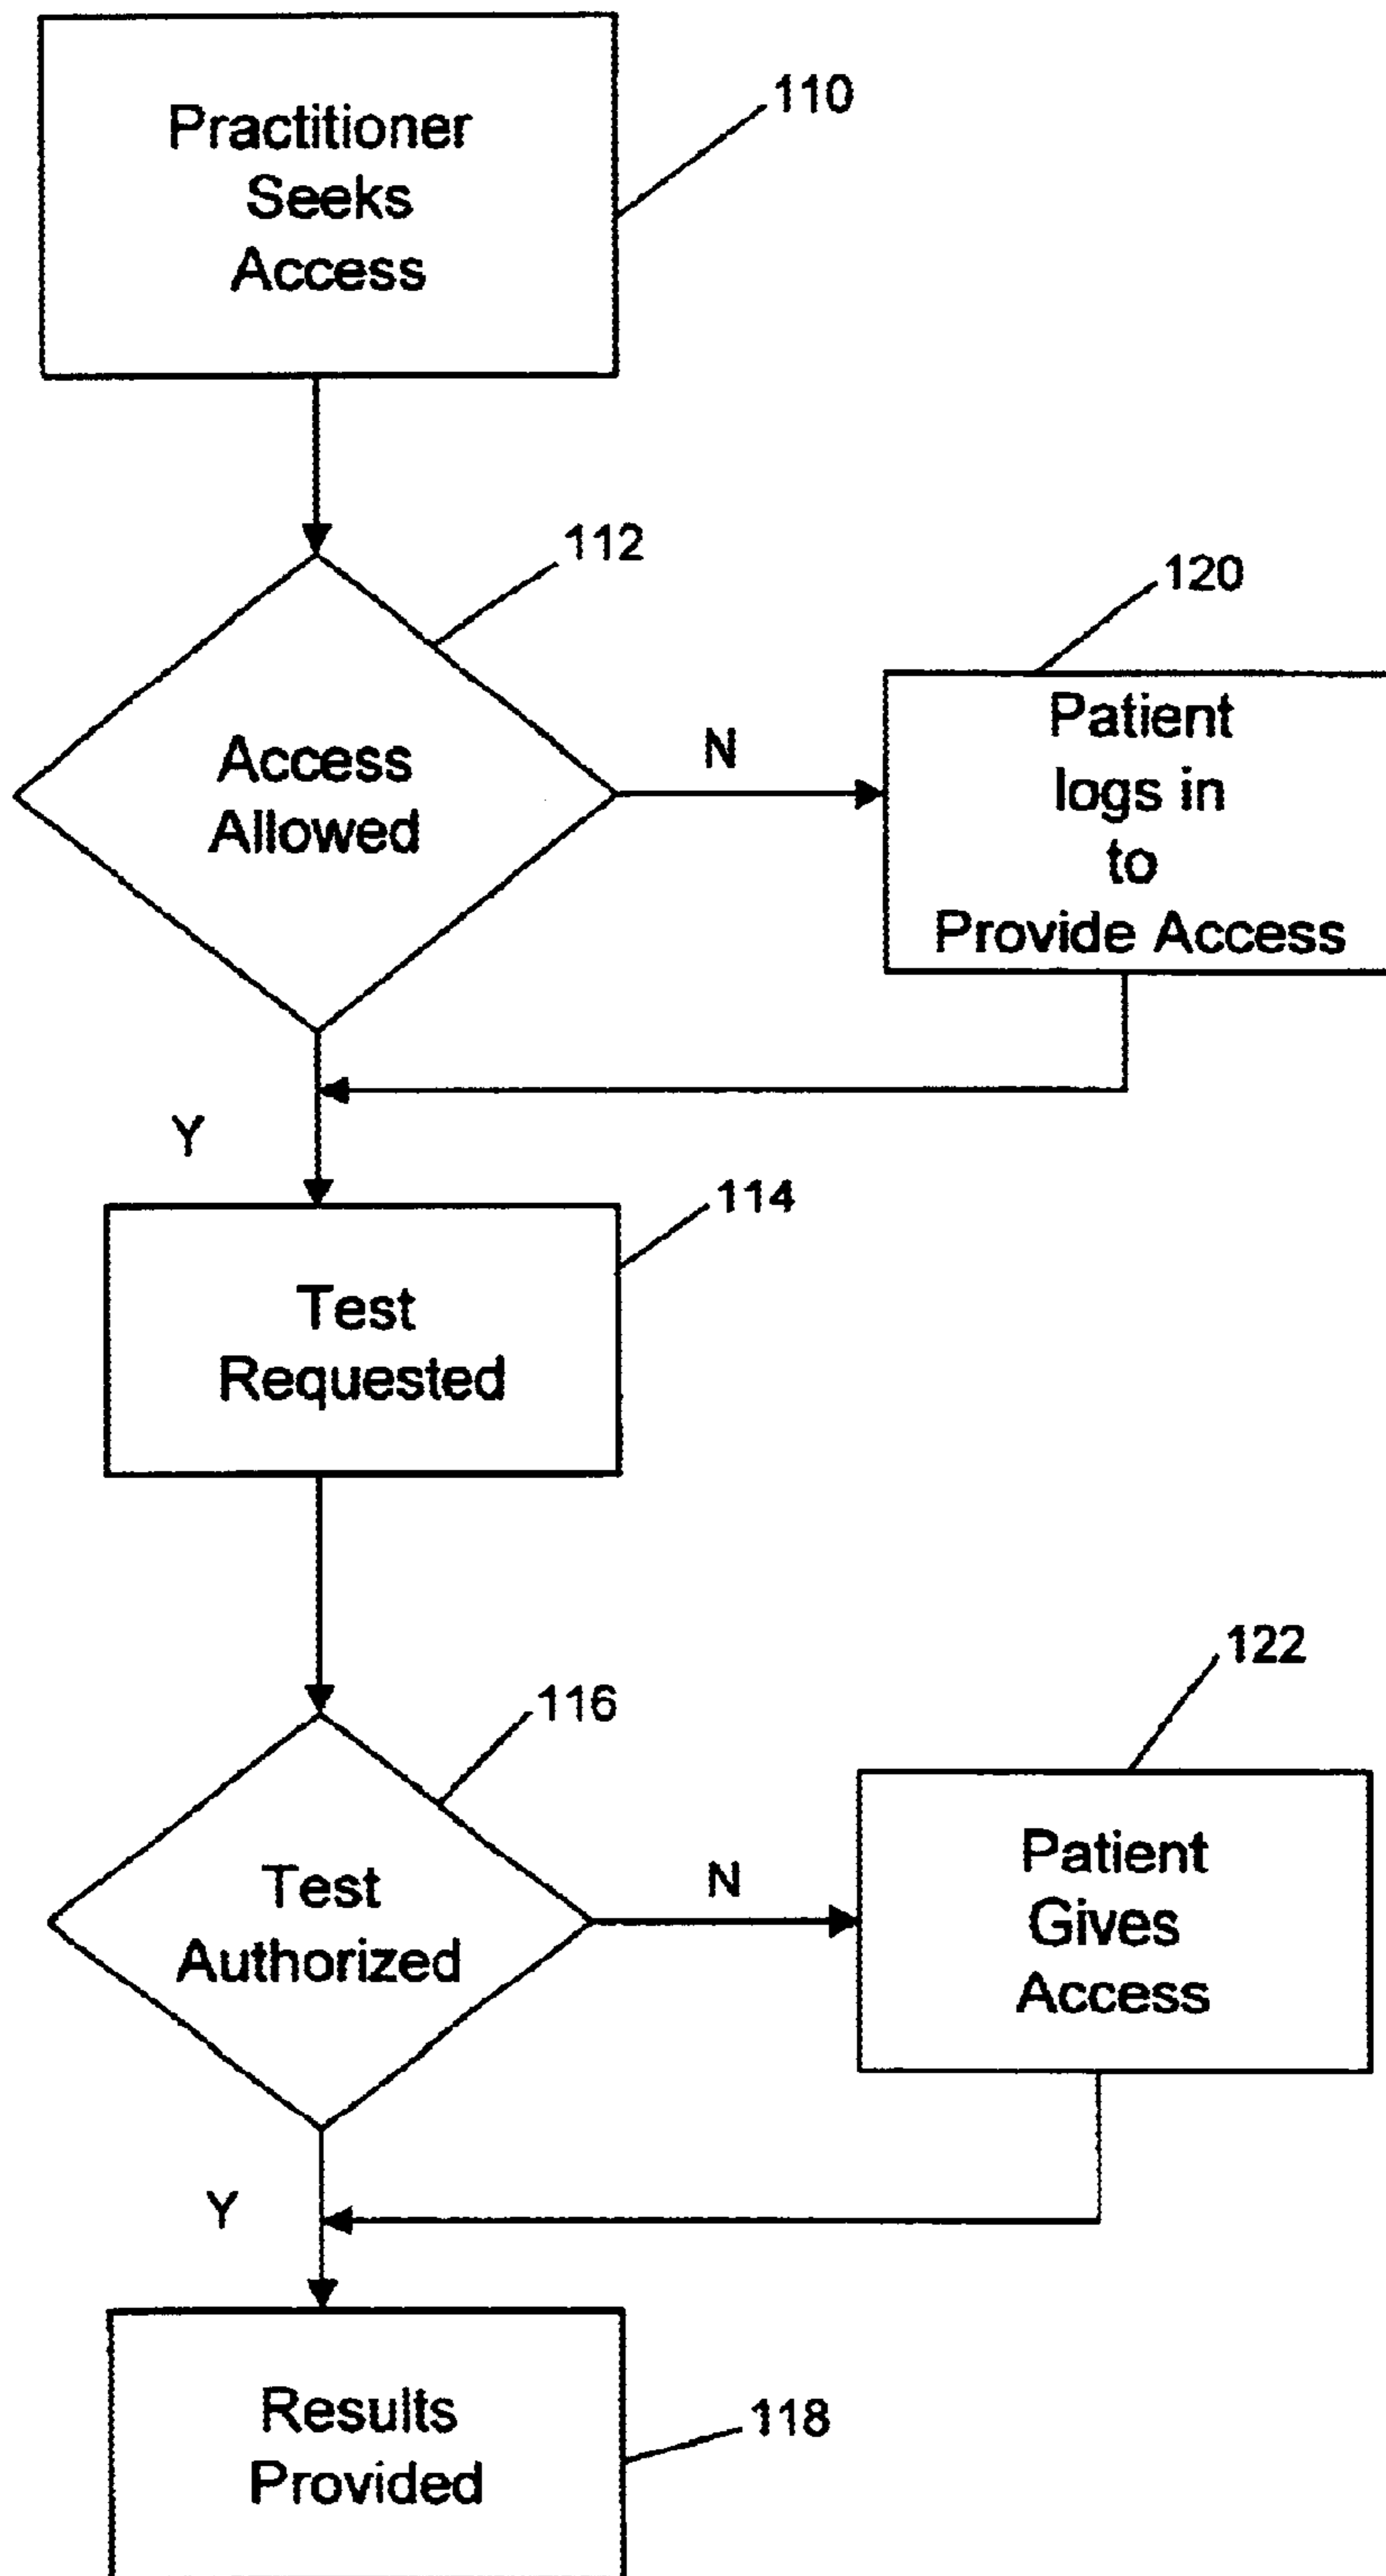 Practitioner
Seeks
Access
110
112
Access
Allowed
N
120
Patient
logs in
to
Provide Access
Y
114
Test
Requested
116
Test
Authorized
N
122
Patient
Gives
Access
Y
Results
Provided
118